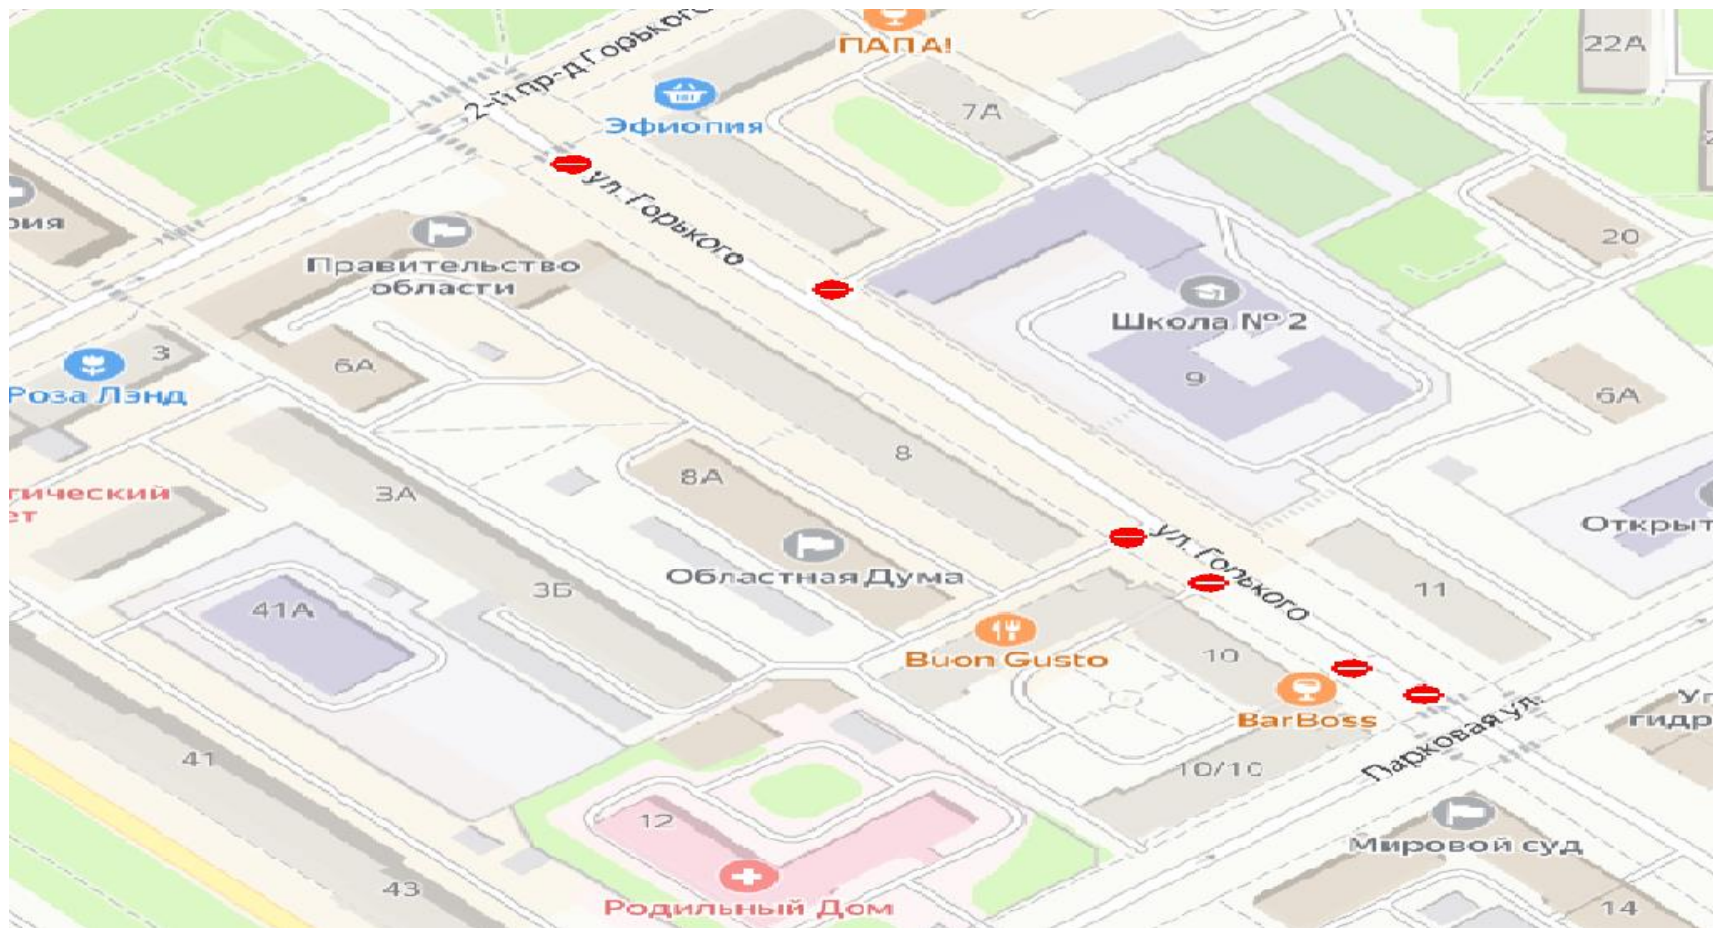 2-й пр-д Горького
ПАПА!
22А
7А
Эфиопия
ул. Горького
20
Правительство
области
Школа № 2
3
6А
9
6А
Роза Лэнд
8
8А
3А
Областная Дума
3Б
41А
ул. Горького
11
Buon Gusto
10
BarBoss
Парковая ул.
10/10
41
12
Мировой суд
43
Родильный Дом
14